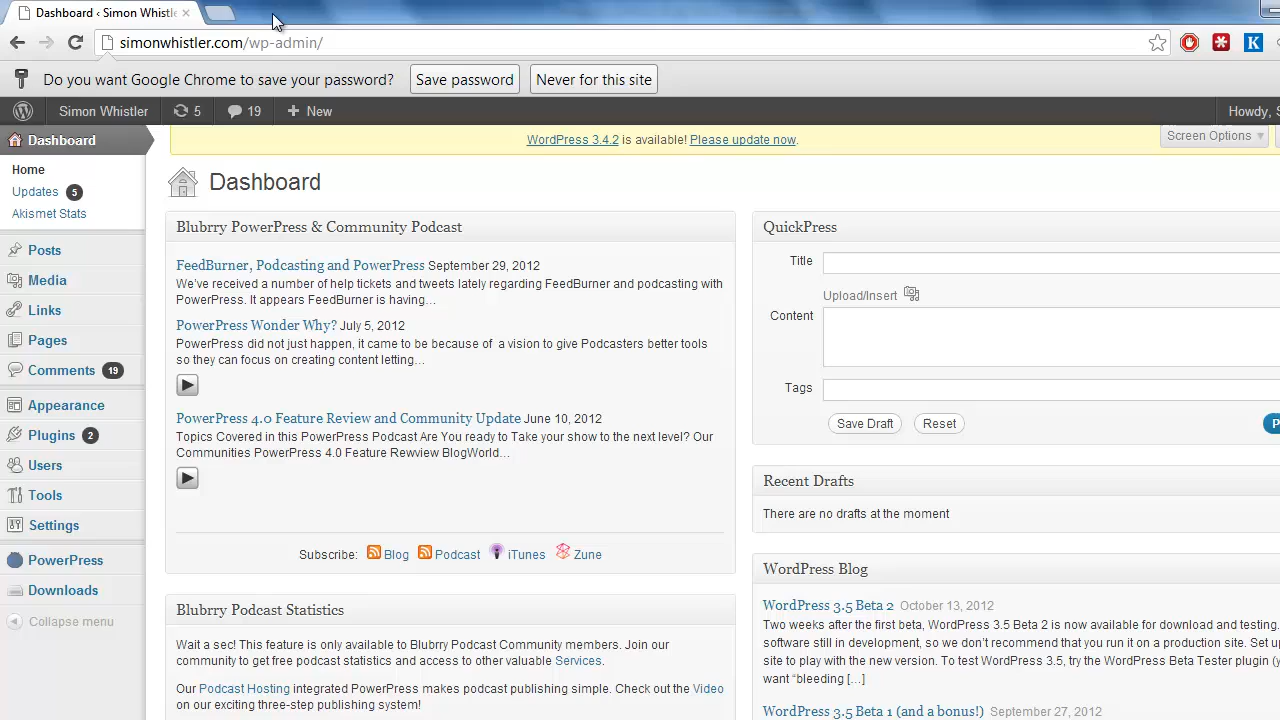 Dashboard ‹ Simon Whistle
simonwhistler.com/wp-admin/
Do you want Google Chrome to save your password? Save password Never for this site
Simon Whistler 5 19 + New Howdy, S
Dashboard
Home
Updates 5
Akismet Stats
Posts
Media
Links
Pages
Comments 19
Appearance
Plugins 2
Users
Tools
Settings
PowerPress
Downloads
Collapse menu
WordPress 3.4.2 is available! Please update now.
Screen Options
Dashboard
Blubrry PowerPress & Community Podcast
FeedBurner, Podcasting and PowerPress September 29, 2012
We've received a number of help tickets and tweets lately regarding FeedBurner and podcasting with
PowerPress. It appears FeedBurner is having…
PowerPress Wonder Why? July 5, 2012
PowerPress did not just happen, it came to be because of a vision to give Podcasters better tools
so they can focus on creating content letting…
PowerPress 4.0 Feature Review and Community Update June 10, 2012
Topics Covered in this PowerPress Podcast Are You ready to Take your show to the next level? Our
Communities PowerPress 4.0 Feature Rewview BlogWorld…
Subscribe: Blog Podcast iTunes Zune
Blubrry Podcast Statistics
Wait a sec! This feature is only available to Blubrry Podcast Community members. Join our
community to get free podcast statistics and access to other valuable Services.
Our Podcast Hosting integrated PowerPress makes podcast publishing simple. Check out the Video
on our exciting three-step publishing system!
QuickPress
Title
Upload/Insert
Content
Tags
Save Draft Reset P
Recent Drafts
There are no drafts at the moment
WordPress Blog
WordPress 3.5 Beta 2 October 13, 2012
Two weeks after the first beta, WordPress 3.5 Beta 2 is now available for download and testing.
software still in development, so we don't recommend that you run it on a production site. Set up
site to play with the new version. To test WordPress 3.5, try the WordPress Beta Tester plugin (y
want “bleeding […]
WordPress 3.5 Beta 1 (and a bonus!) September 27, 2012